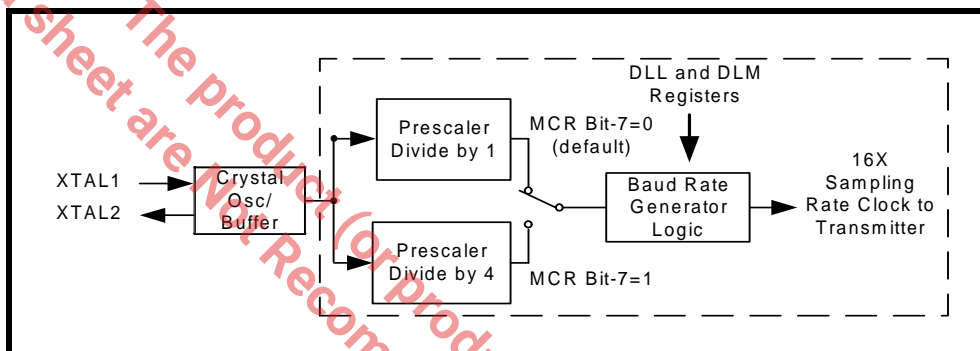 The product (or produ
sheet are Not Recom
DLL and DLM
Registers
Prescaler
Divide by 1
MCR Bit-7=0
(default)
XTAL1
XTAL2
Crystal
Osc/
Buffer
Baud Rate
Generator
Logic
16X
Sampling
Rate Clock to
Transmitter
Prescaler
Divide by 4
MCR Bit-7=1